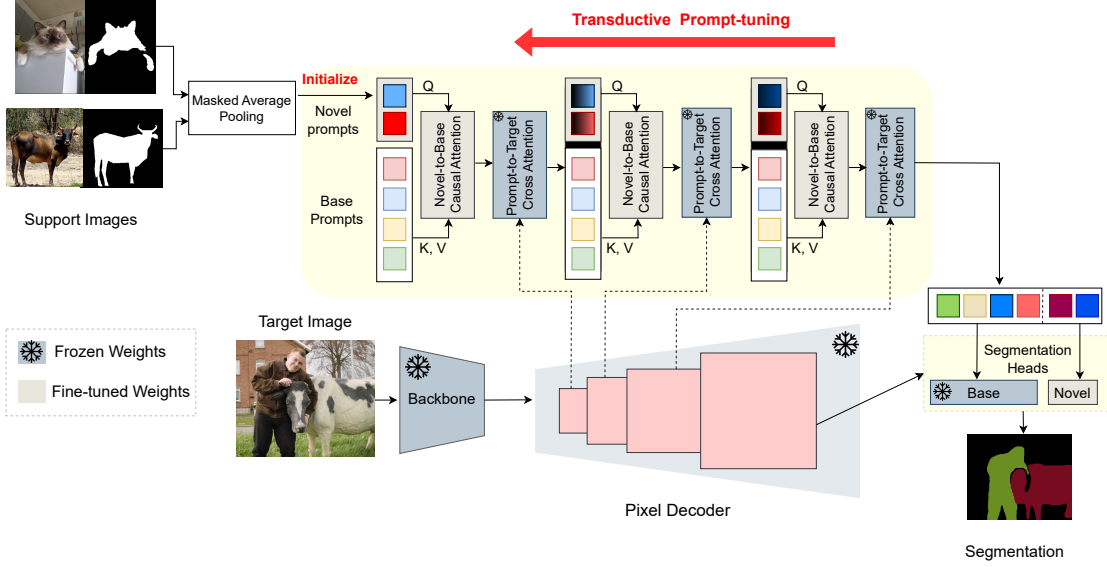 Transductive Prompt-tuning
Masked Average
Pooling
Initialize
Novel
prompts
Base
Prompts
Q
Novel-to-Base
Causal Attention
K, V
Prompt-to-Target
Cross Attention
Q
Novel-to-Base
Causal Attention
K, V
Prompt-to-Target
Cross Attention
Q
Novel-to-Base
Causal Attention
K, V
Prompt-to-Target
Cross Attention
Support Images
Frozen Weights
Fine-tuned Weights
Target Image
Backbone
Pixel Decoder
Segmentation
Heads
Base
Novel
Segmentation